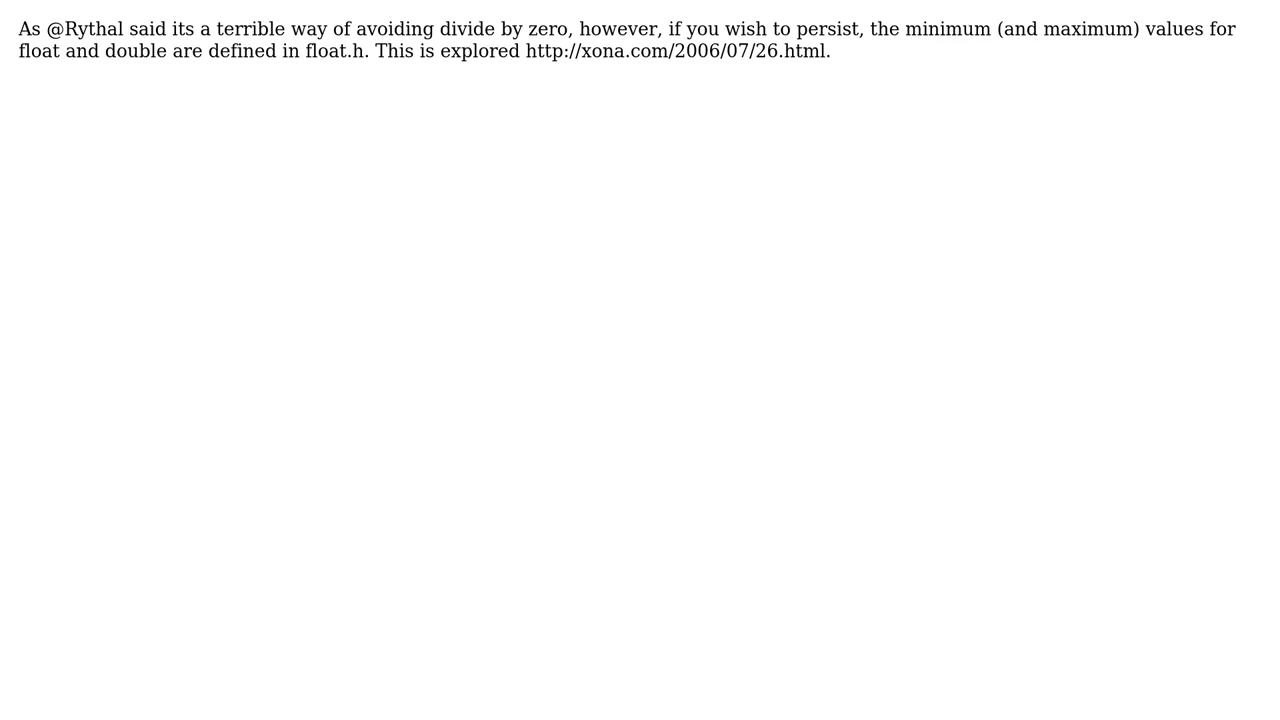 As @Rythal said its a terrible way of avoiding divide by zero, however, if you wish to persist, the minimum (and maximum) values for
float and double are defined in float.h. This is explored http://xona.com/2006/07/26.html.